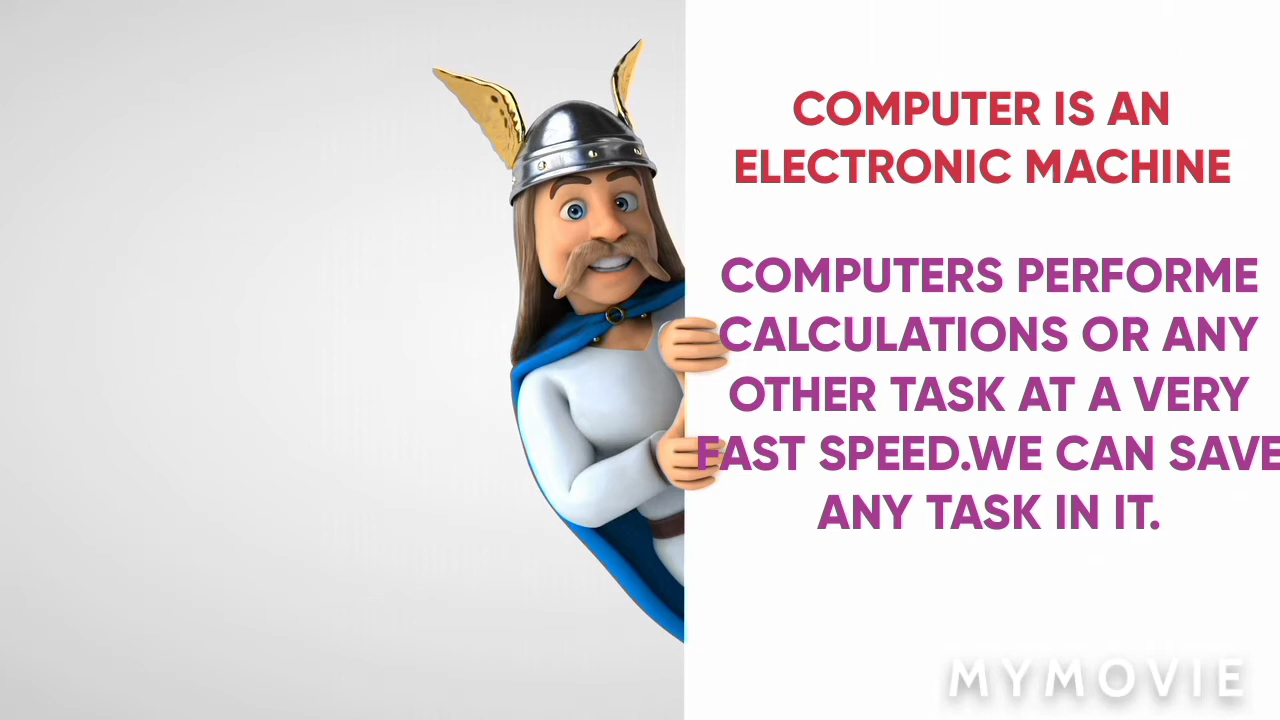 COMPUTER IS AN
ELECTRONIC MACHINE
COMPUTERS PERFORME
CALCULATIONS OR ANY
OTHER TASK AT A VERY
FAST SPEED.WE CAN SAVE
ANY TASK IN IT.
MYMOVIE